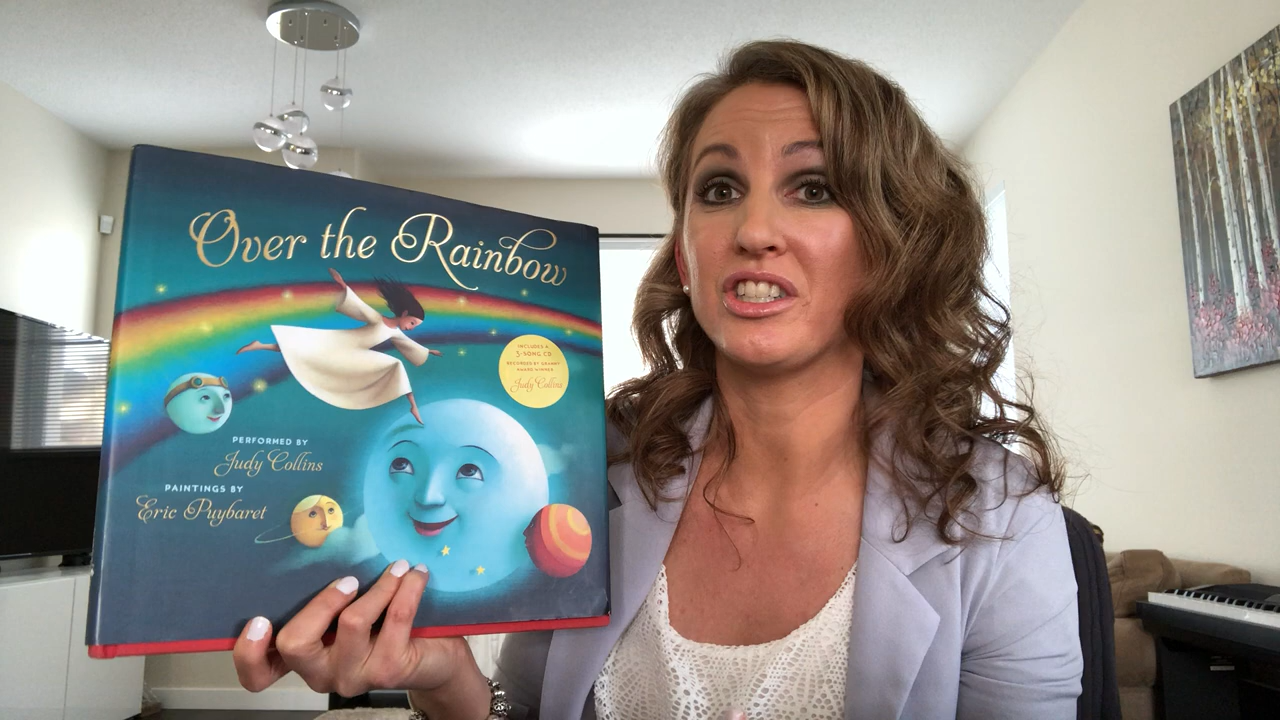 Over the Rainbow
INCLUDES A
3-SONG CD
RECORDED BY GRAMMY
AWARD WINNER
Judy Collins
PERFORMED BY
Judy Collins
PAINTINGS BY
Eric Puybaret